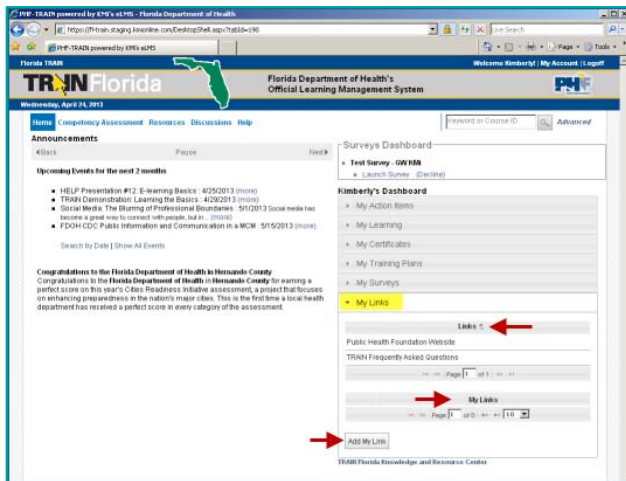 PHF-TRAIN powered by KMi's eLMS - Florida Department of Health
https://fl-train.staging.kmionline.com/DesktopShell.aspx?tabId=190
Live Search
PHF-TRAIN powered by KMi's eLMS
Page
Tools
Florida TRAIN
Welcome Kimberly! | My Account | Logoff
TRAIN Florida
Florida Department of Health's
Official Learning Management System
PHF
Wednesday, April 24, 2013
Home Competency Assessment Resources Discussions Help
Keyword or Course ID
Advanced
Announcements
Back Pause Next
Upcoming Events for the next 2 months
HELP Presentation #12: E-learning Basics : 4/25/2013 (more)
TRAIN Demonstration: Learning the Basics : 4/29/2013 (more)
Social Media: The Blurring of Professional Boundaries : 5/1/2013 Social media has
become a great way to connect with people, but in... (more)
FDOH CDC Public Information and Communication in a MCM : 5/15/2013 (more)
Search by Date | Show All Events
Congratulations to the Florida Department of Health in Hernando County
Congratulations to the Florida Department of Health in Hernando County for earning a
perfect score on this year's Cities Readiness Initiative assessment, a project that focuses
on enhancing preparedness in the nation's major cities. This is the first time a local health
department has received a perfect score in every category of the assessment.
Surveys Dashboard
Test Survey - GW KMi
Launch Survey (Decline)
Kimberly's Dashboard
My Action Items
My Learning
My Certificates
My Training Plans
My Surveys
My Links
Links
Public Health Foundation Website
TRAIN Frequently Asked Questions
Page 1 of 1
My Links
Page 1 of 0 10
Add My Link
TRAIN Florida Knowledge and Resource Center